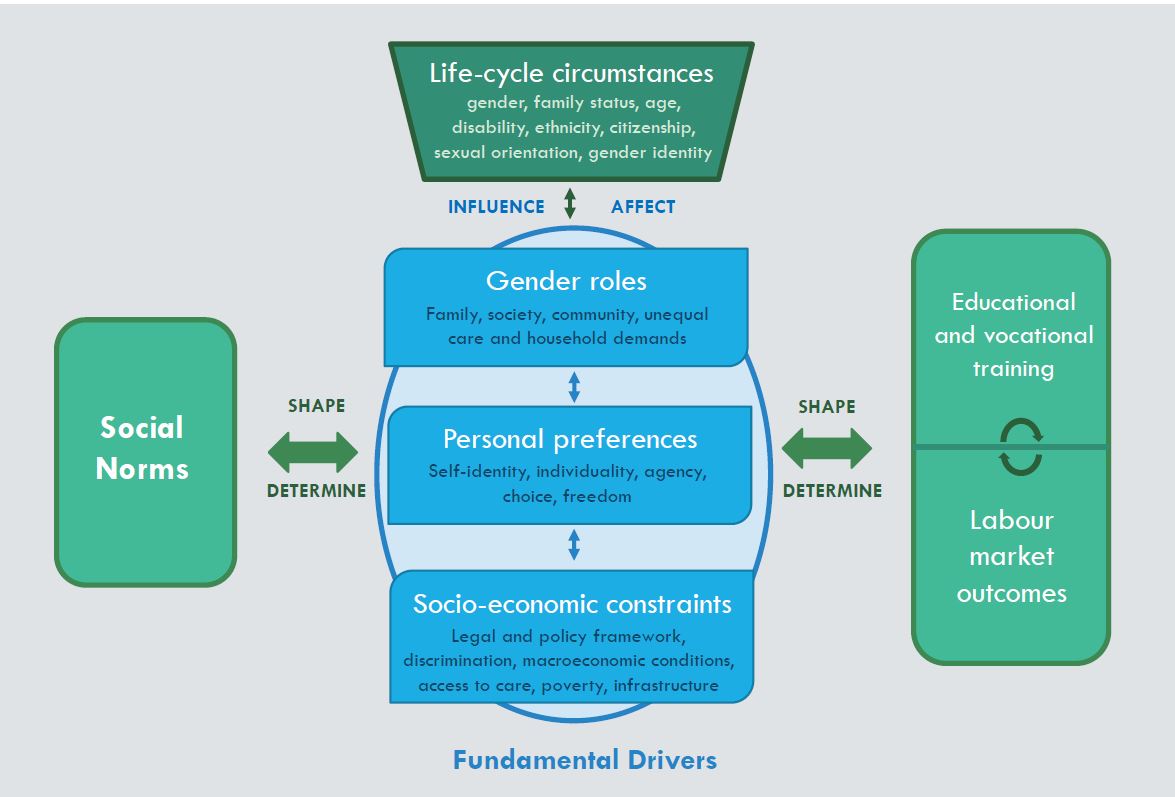 Life-cycle circumstances
gender, family status, age,
disability, ethnicity, citizenship,
sexual orientation, gender identity
INFLUENCE AFFECT
Gender roles
Family, society, community, unequal
care and household demands
Social
Norms
SHAPE
DETERMINE
Personal preferences
Self-identity, individuality, agency,
choice, freedom
SHAPE
DETERMINE
Educational
and vocational
training
Labour
market
outcomes
Socio-economic constraints
Legal and policy framework,
discrimination, macroeconomic conditions,
access to care, poverty, infrastructure
Fundamental Drivers